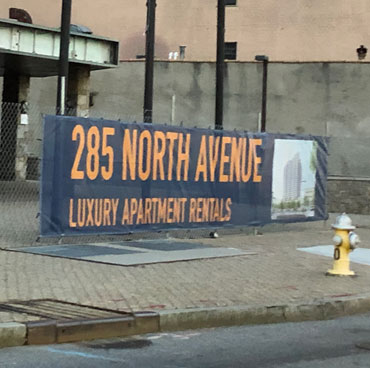 285 NORTH AVENUE
LUXURY APARTMENT RENTALS